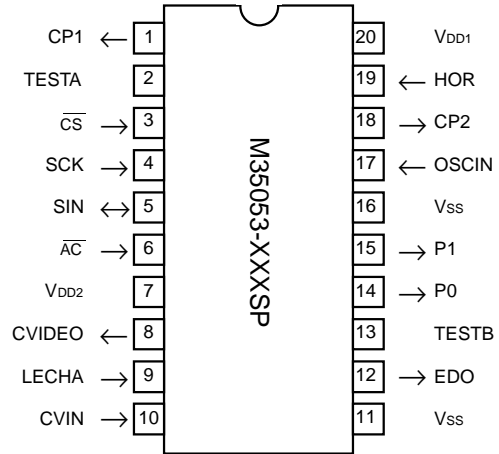 CP1 ← 1
TESTA 2
C̅S̅ → 3
SCK → 4
SIN ↔ 5
A̅C̅ → 6
VDD2 7
CVIDEO ← 8
LECHA → 9
CVIN → 10
M35053-XXXSP
20 VDD1
19 ← HOR
18 → CP2
17 ← OSCIN
16 VSS
15 → P1
14 → P0
13 TESTB
12 → EDO
11 VSS